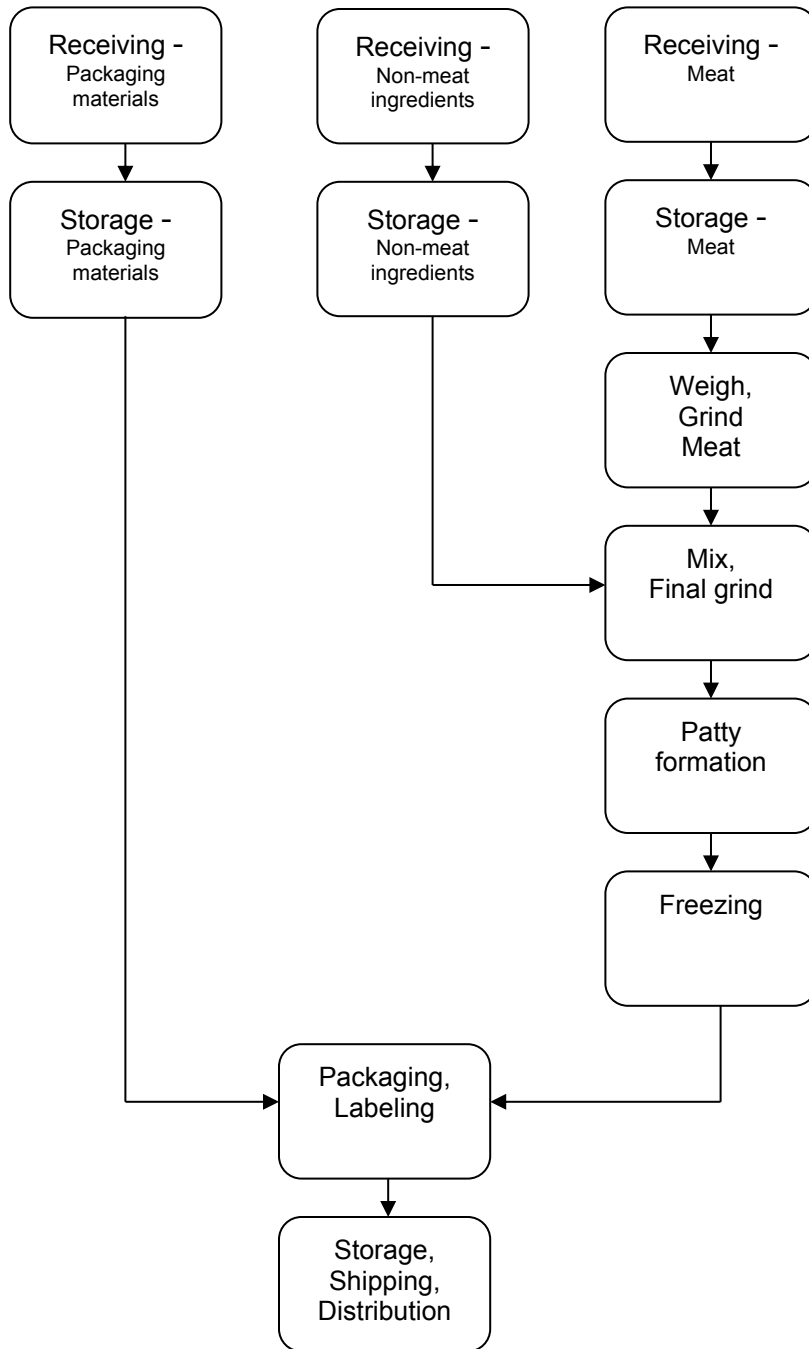 Receiving -
Packaging
materials
Receiving -
Non-meat
ingredients
Receiving -
Meat
Storage -
Packaging
materials
Storage -
Non-meat
ingredients
Storage -
Meat
Weigh,
Grind
Meat
Mix,
Final grind
Patty
formation
Freezing
Packaging,
Labeling
Storage,
Shipping,
Distribution